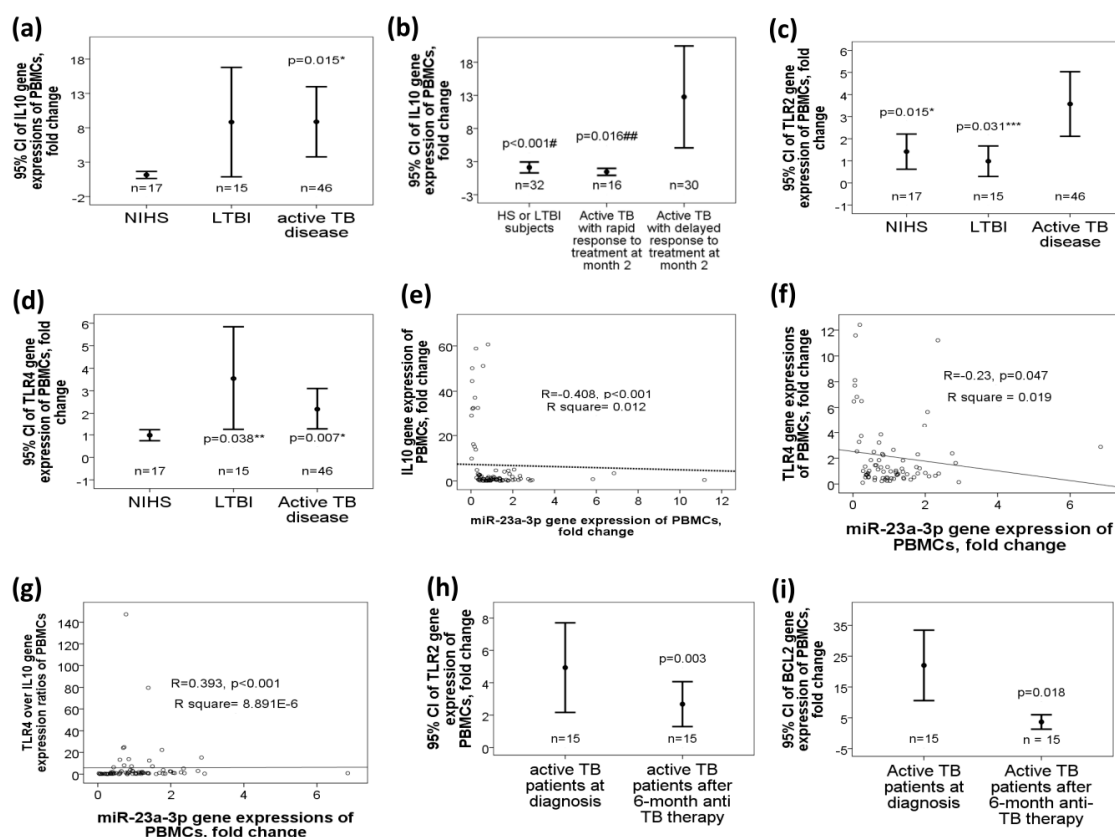 (a)
95% CI of IL10 gene
expressions of PBMCs,
fold change
18
13
8
3
-2
p=0.015*
n=17
n=15
n=46
NIHS
LTBI
active TB
disease
(b)
95% CI of IL10 gene
expression of PBMCs,
fold change
18
13
8
3
-2
p<0.001#
p=0.016##
n=32
n=16
n=30
HS or LTBI
subjects
Active TB
with rapid
response to
treatment at
month 2
Active TB
with delayed
response to
treatment at
month 2
(c)
95% CI of TLR2 gene
expression of PBMCs, fold
change
6
5
4
3
2
1
0
-1
p=0.015*
p=0.031***
n=17
n=15
n=46
NIHS
LTBI
Active TB
disease
(d)
95% CI of TLR4 gene
expression of PBMCs, fold
change
6
5
4
3
2
1
0
-1
p=0.038**
p=0.007*
n=17
n=15
n=46
NIHS
LTBI
Active TB
disease
(e)
IL10 gene expression of
PBMCs, fold change
60
40
20
0
R=-0.408, p<0.001
R square= 0.012
0
2
4
6
8
10
12
miR-23a-3p gene expression of PBMCs,
fold change
(f)
TLR4 gene expressions
of PBMCs, fold change
12
10
8
6
4
2
0
R=-0.23, p=0.047
R square = 0.019
0
2
4
6
miR-23a-3p gene expression of
PBMCs, fold change
(g)
TLR4 over IL10 gene
expression ratios of PBMCs
140
120
100
80
60
40
20
0
R=0.393, p<0.001
R square= 8.891E-6
0
2
4
6
miR-23a-3p gene expressions of
PBMCs, fold change
(h)
95% CI of TLR2 gene
expression of
PBMCs, fold change
8
6
4
2
0
p=0.003
n=15
n=15
active TB
patients at
diagnosis
active TB
patients after
6-month anti
TB therapy
(i)
95% CI of BCL2 gene
expression of PBMCs,
fold change
35
25
15
5
-5
p=0.018
n=15
n = 15
Active TB
patients at
diagnosis
Active TB
patients after
6-month anti-
TB therapy